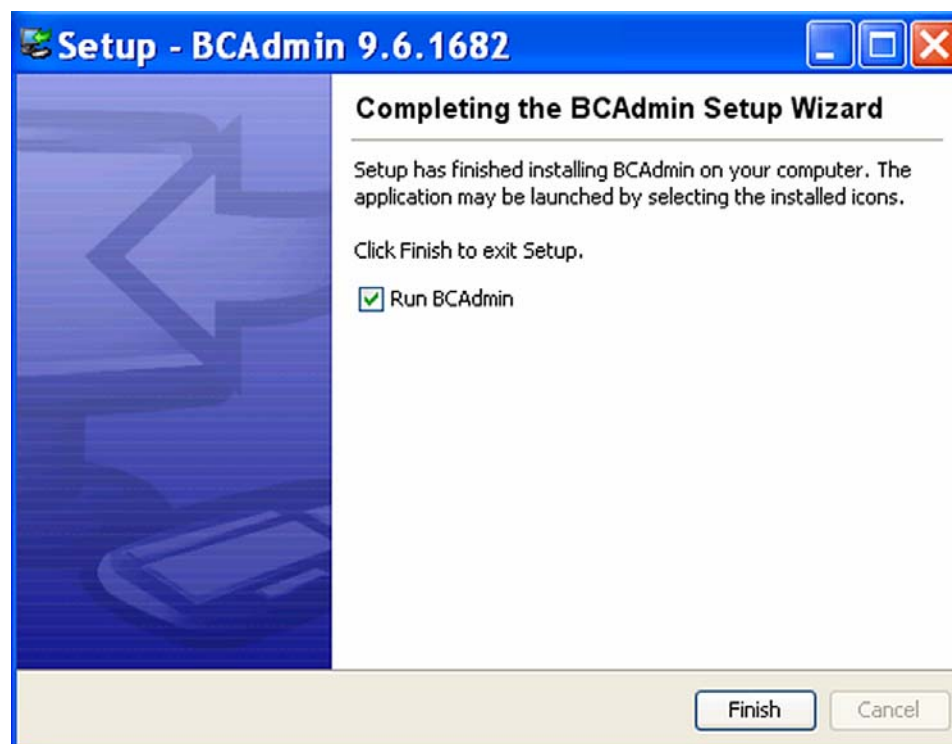 Setup - BCAdmin 9.6.1682
Completing the BCAdmin Setup Wizard
Setup has finished installing BCAdmin on your computer. The
application may be launched by selecting the installed icons.
Click Finish to exit Setup.
Run BCAdmin
Finish
Cancel